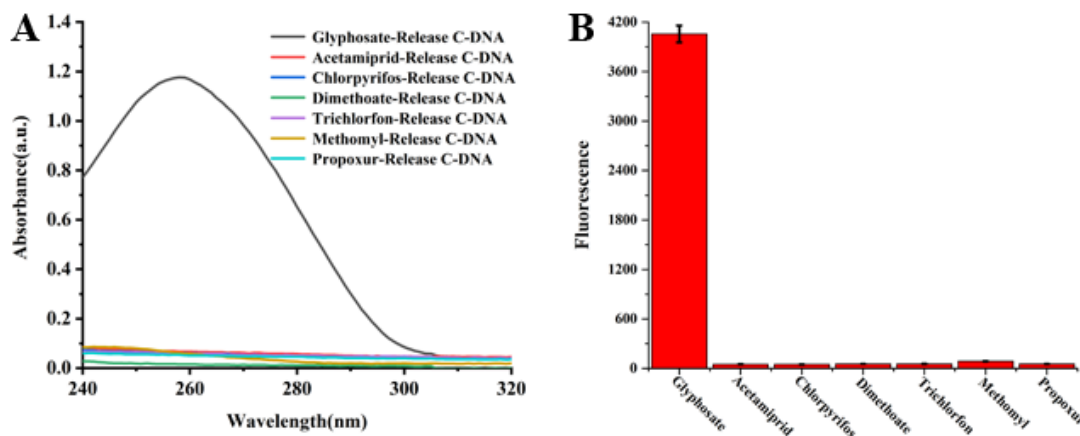 A
1.4
1.2
1.0
0.8
0.6
0.4
0.2
0.0
Absorbance(a.u.)
Glyphosate-Release C-DNA
Acetamiprid-Release C-DNA
Chlorpyrifos-Release C-DNA
Dimethoate-Release C-DNA
Trichlorfon-Release C-DNA
Methomyl-Release C-DNA
Propoxur-Release C-DNA
240
260
280
300
320
Wavelength(nm)
B
4200
3600
3000
2400
1800
1200
600
0
Fluorescence
Glyphosate
Acetamiprid
Chlorpyrifos
Dimethoate
Trichlorfon
Methomyl
Propoxur